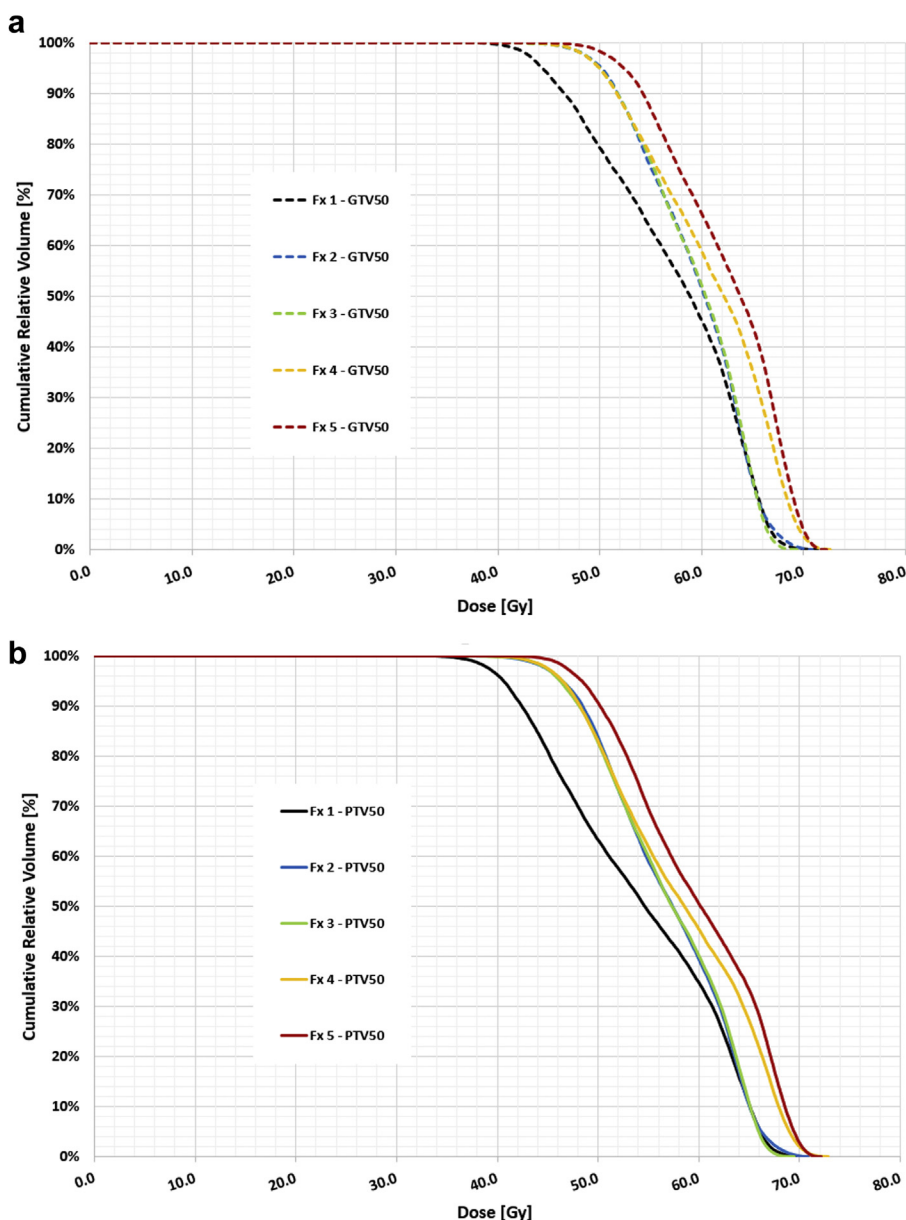 a
100%
90%
80%
70%
60%
50%
40%
30%
20%
10%
0%
Cumulative Relative Volume [%]
Fx 1 - GTV50
Fx 2 - GTV50
Fx 3 - GTV50
Fx 4 - GTV50
Fx 5 - GTV50
0.0 10.0 20.0 30.0 40.0 50.0 60.0 70.0 80.0
Dose [Gy]
b
100%
90%
80%
70%
60%
50%
40%
30%
20%
10%
0%
Cumulative Relative Volume [%]
Fx 1 - PTV50
Fx 2 - PTV50
Fx 3 - PTV50
Fx 4 - PTV50
Fx 5 - PTV50
0.0 10.0 20.0 30.0 40.0 50.0 60.0 70.0 80.0
Dose [Gy]